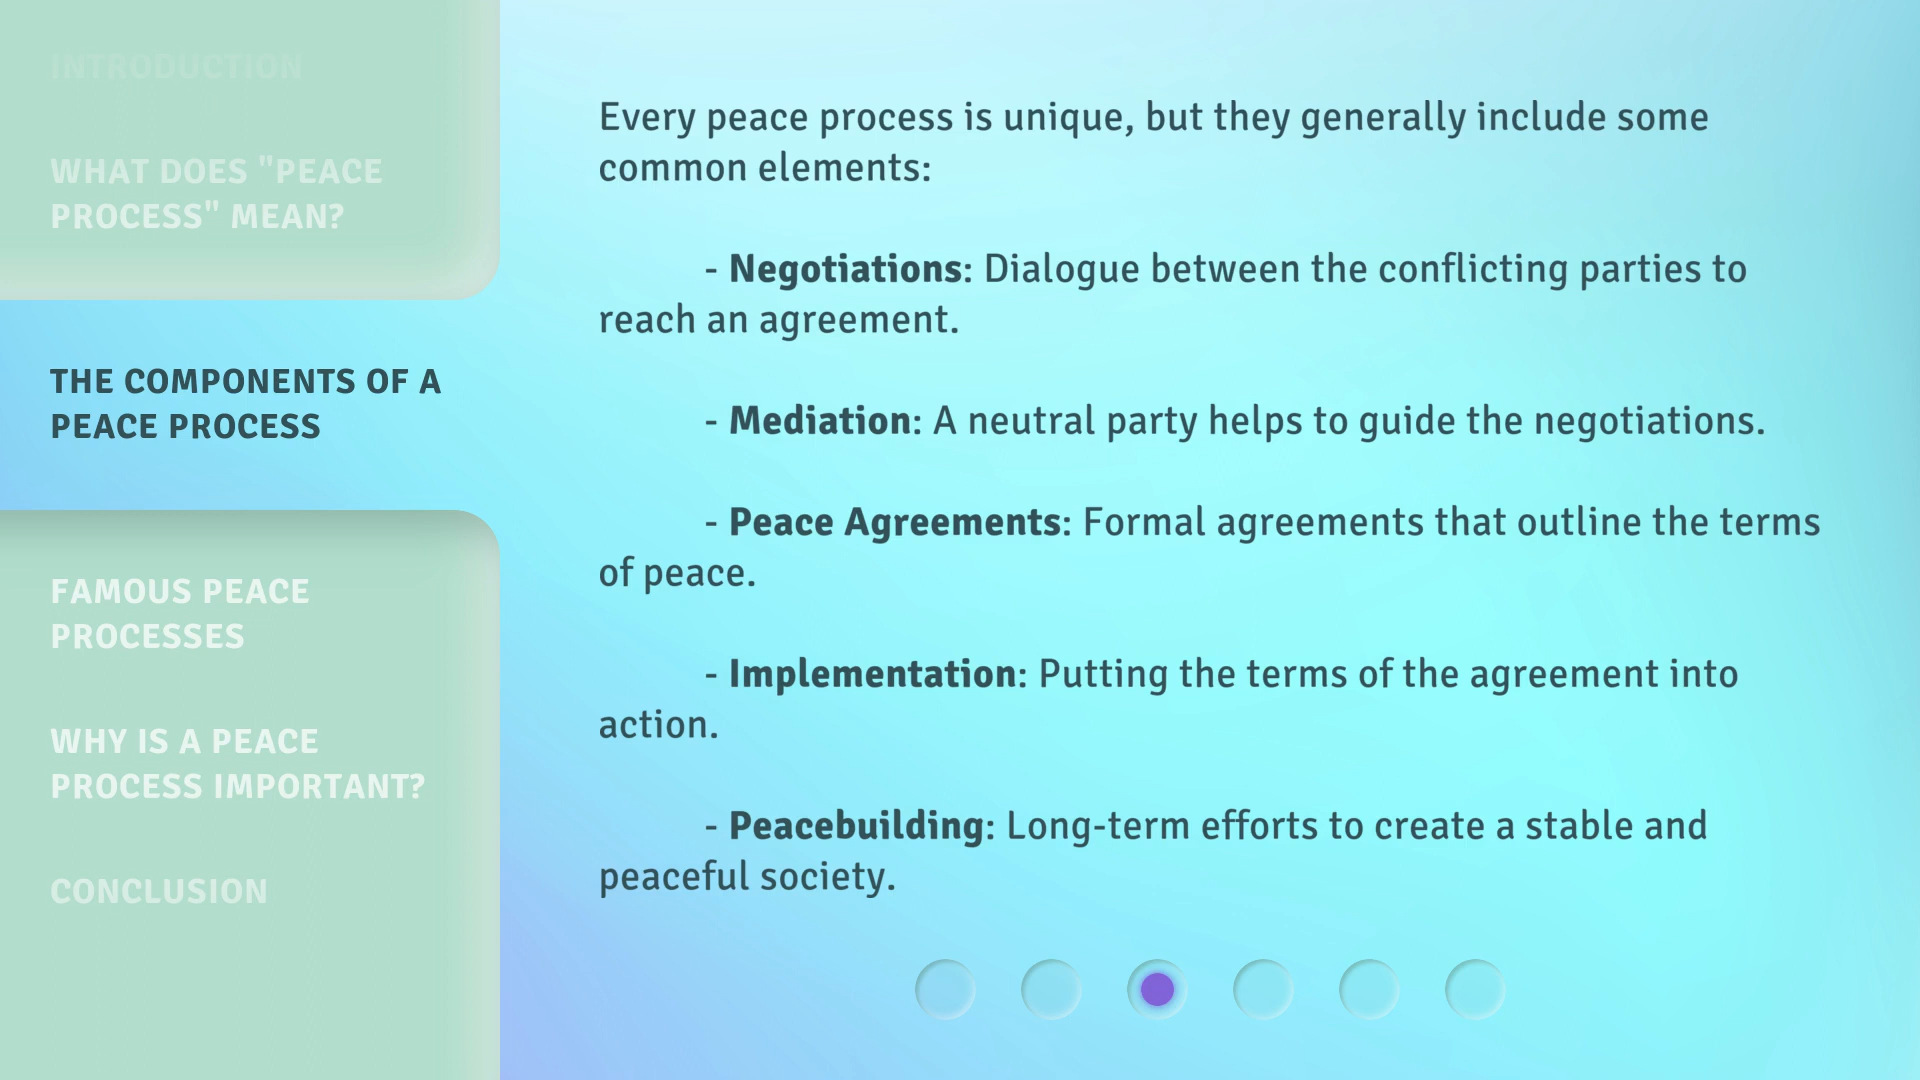 INTRODUCTION
WHAT DOES "PEACE
PROCESS" MEAN?
THE COMPONENTS OF A
PEACE PROCESS
FAMOUS PEACE
PROCESSES
WHY IS A PEACE
PROCESS IMPORTANT?
CONCLUSION
Every peace process is unique, but they generally include some
common elements:
- Negotiations: Dialogue between the conflicting parties to
reach an agreement.
- Mediation: A neutral party helps to guide the negotiations.
- Peace Agreements: Formal agreements that outline the terms
of peace.
- Implementation: Putting the terms of the agreement into
action.
- Peacebuilding: Long-term efforts to create a stable and
peaceful society.